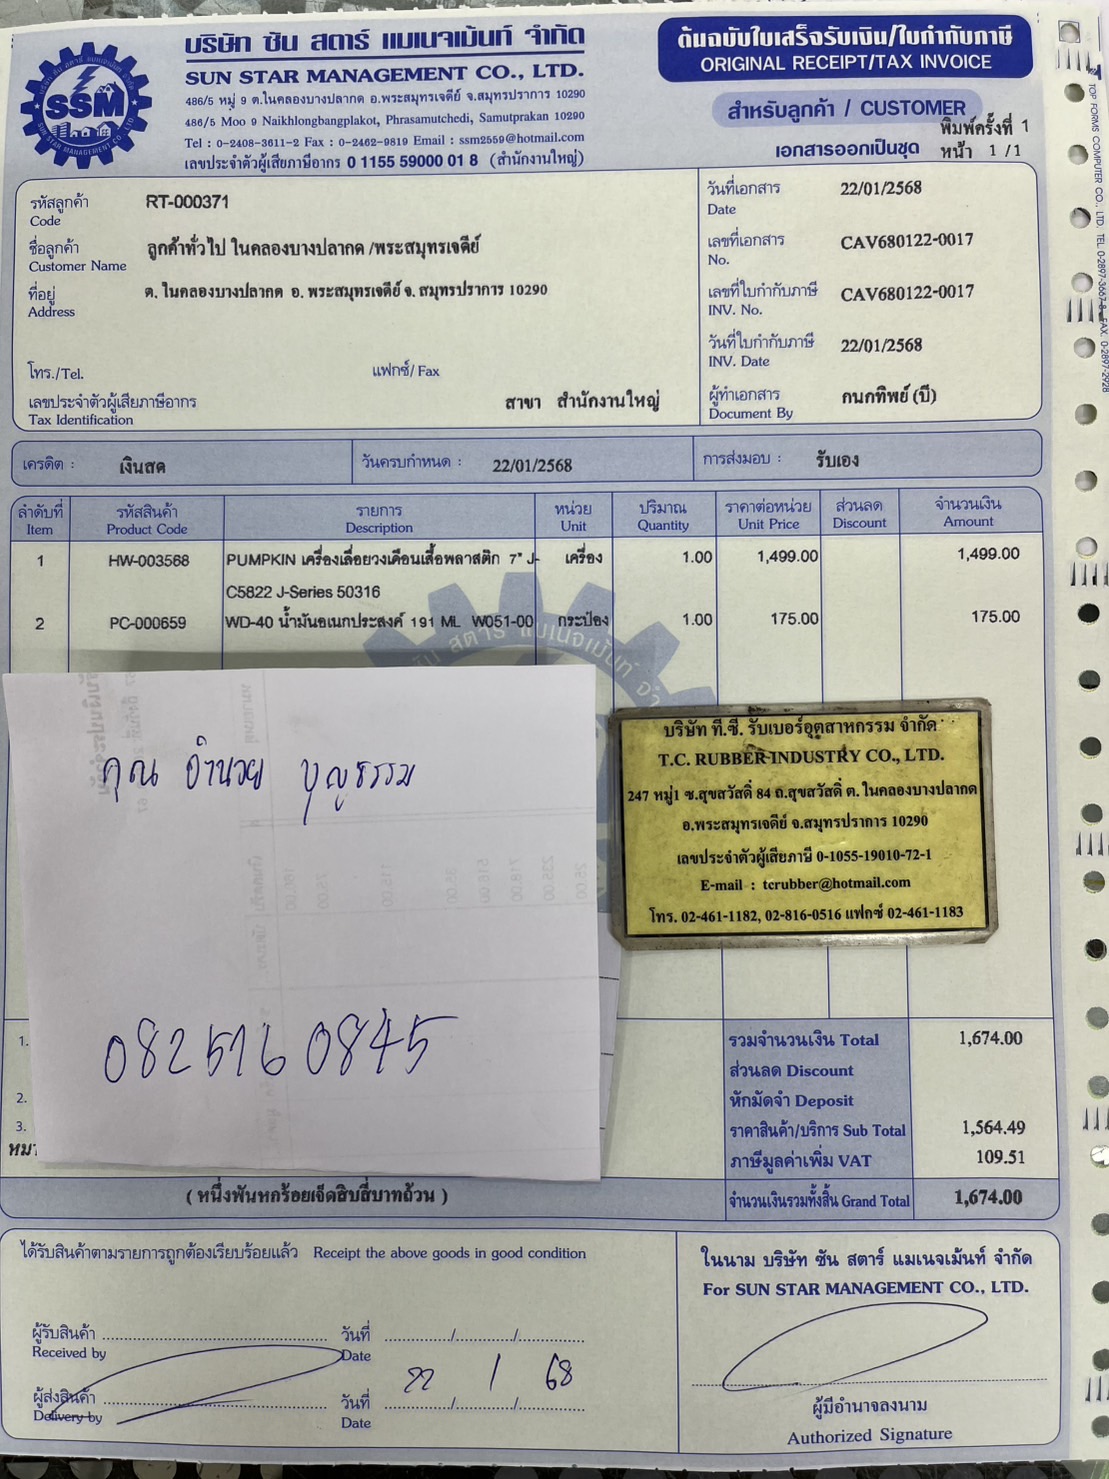 บริษัท ซัน สตาร์ แมเนจเม้นท์ จำกัด
SUN STAR MANAGEMENT CO., LTD.
486/5 หมู่ 9 ต.ในคลองบางปลากด อ.พระสมุทรเจดีย์ จ.สมุทรปราการ 10290
486/5 Moo 9 Naikhlongbangplakot, Phrasamutchedi, Samutprakan 10290
Tel : 0-2408-3611-2 Fax : 0-2462-9819 Email : ssm2559@hotmail.com
เลขประจำตัวผู้เสียภาษีอากร 0 1155 59000 01 8 (สำนักงานใหญ่)
SSM
ต้นฉบับใบเสร็จรับเงิน/ใบกำกับภาษี
ORIGINAL RECEIPT/TAX INVOICE
สำหรับลูกค้า / CUSTOMER
พิมพ์ครั้งที่ 1
เอกสารออกเป็นชุด หน้า 1 /1
รหัสลูกค้า RT-000371
Code
ชื่อลูกค้า ลูกค้าทั่วไป ในคลองบางปลากด /พระสมุทรเจดีย์
Customer Name
ที่อยู่ ต. ในคลองบางปลากด อ. พระสมุทรเจดีย์ จ. สมุทรปราการ 10290
Address
โทร./Tel. แฟกซ์/ Fax
เลขประจำตัวผู้เสียภาษีอากร สาขา สำนักงานใหญ่
Tax Identification
วันที่เอกสาร 22/01/2568
Date
เลขที่เอกสาร CAV680122-0017
No.
เลขที่ใบกำกับภาษี CAV680122-0017
INV. No.
วันที่ใบกำกับภาษี 22/01/2568
INV. Date
ผู้ทำเอกสาร กนกทิพย์ (บี)
Document By
เครดิต : เงินสด วันครบกำหนด : 22/01/2568 การส่งมอบ : รับเอง
ลำดับที่ รหัสสินค้า รายการ หน่วย ปริมาณ ราคาต่อหน่วย ส่วนลด จำนวนเงิน
Item Product Code Description Unit Quantity Unit Price Discount Amount
1 HW-003568 PUMPKIN เครื่องเลื่อยวงเดือนเสื้อพลาสติก 7" J- เครื่อง 1.00 1,499.00 1,499.00
C5822 J-Series 50316
2 PC-000659 WD-40 น้ำมันอเนกประสงค์ 191 ML W051-00 กระป๋อง 1.00 175.00 175.00
คุณ อำนวย บุญธรรม
0825160845
บริษัท ที.ซี. รับเบอร์อุตสาหกรรม จำกัด
T.C. RUBBER INDUSTRY CO., LTD.
247 หมู่1 ซ.สุขสวัสดิ์ 84 ถ.สุขสวัสดิ์ ต. ในคลองบางปลากด
อ.พระสมุทรเจดีย์ จ.สมุทรปราการ 10290
เลขประจำตัวผู้เสียภาษี 0-1055-19010-72-1
E-mail : tcrubber@hotmail.com
โทร. 02-461-1182, 02-816-0516 แฟกซ์ 02-461-1183
1.
2.
3.
รวมจำนวนเงิน Total 1,674.00
ส่วนลด Discount
หักมัดจำ Deposit
ราคาสินค้า/บริการ Sub Total 1,564.49
ภาษีมูลค่าเพิ่ม VAT 109.51
(หนึ่งพันหกร้อยเจ็ดสิบสี่บาทถ้วน) จำนวนเงินรวมทั้งสิ้น Grand Total 1,674.00
ได้รับสินค้าตามรายการถูกต้องเรียบร้อยแล้ว Receipt the above goods in good condition
ผู้รับสินค้า วันที่
Received by Date
22 1 68
ผู้ส่งสินค้า วันที่
Delivery by Date
ในนาม บริษัท ซัน สตาร์ แมเนจเม้นท์ จำกัด
For SUN STAR MANAGEMENT CO., LTD.
ผู้มีอำนาจลงนาม
Authorized Signature